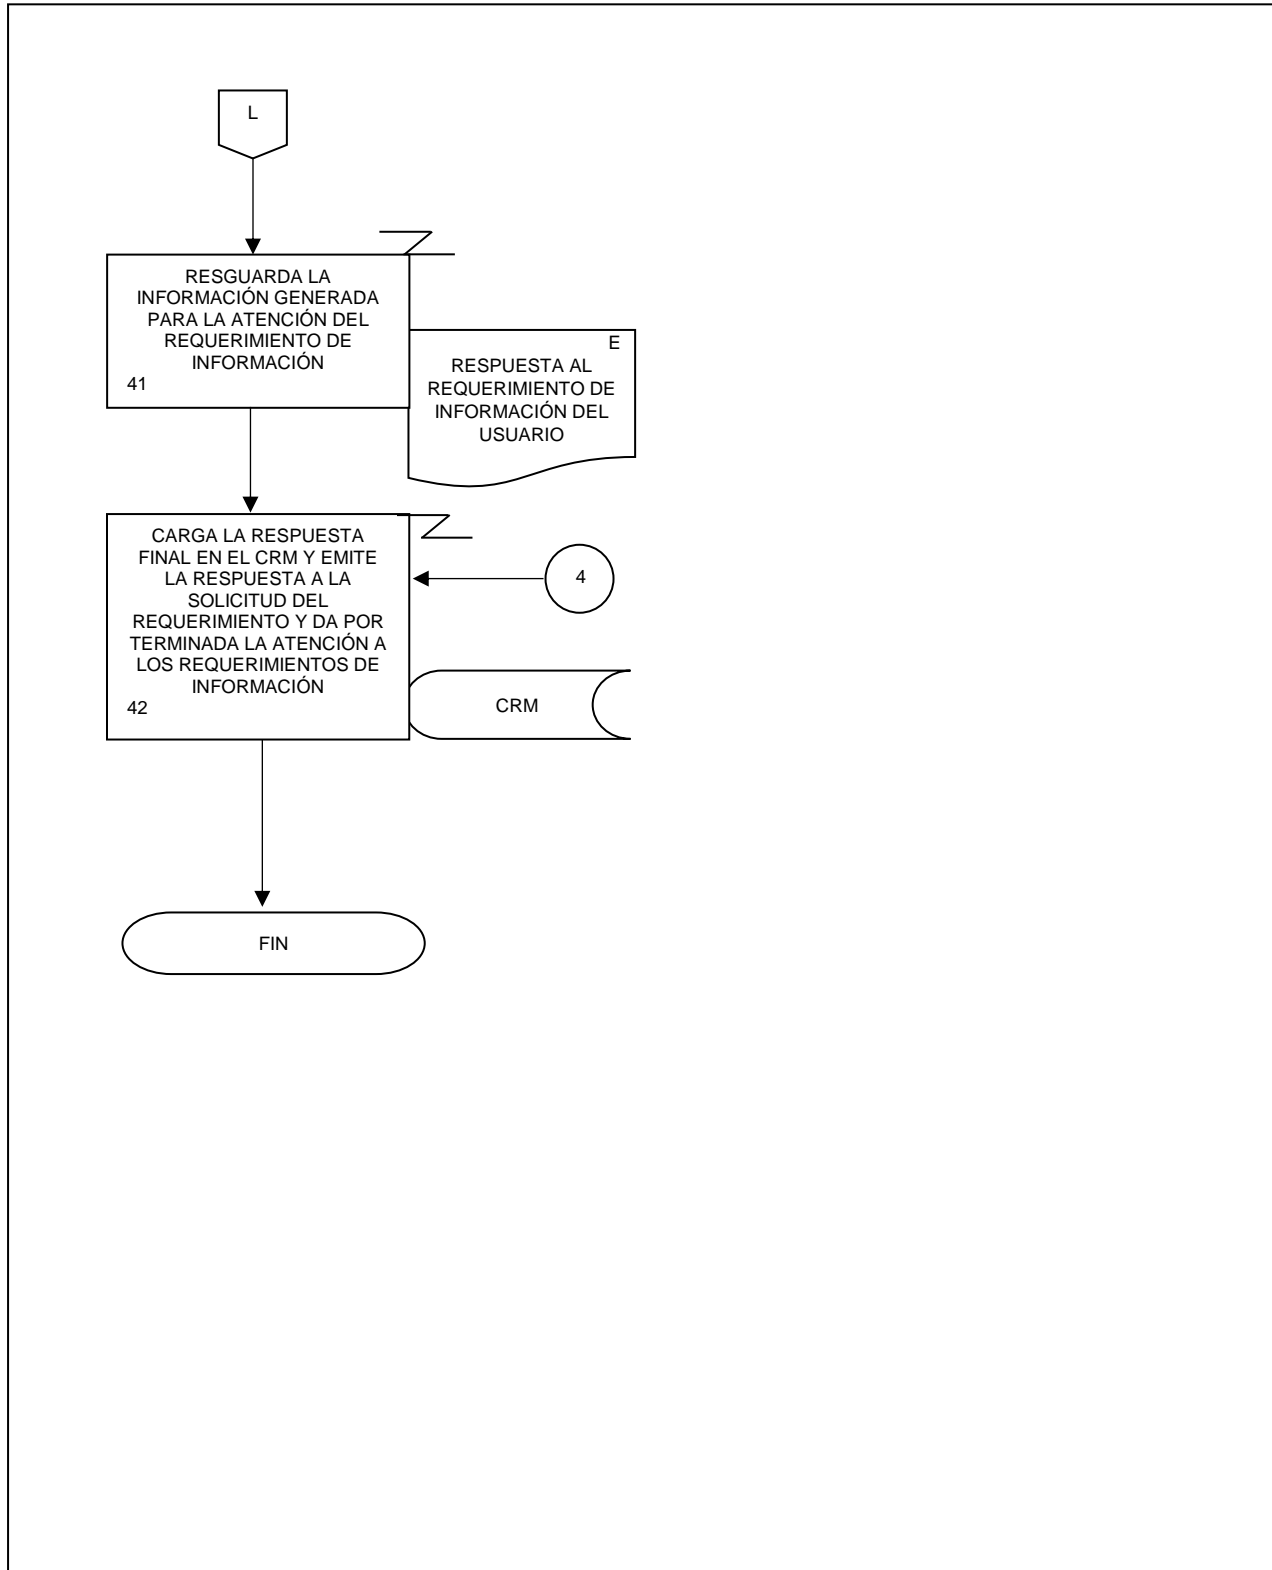 L
RESGUARDA LA
INFORMACIÓN GENERADA
PARA LA ATENCIÓN DEL
REQUERIMIENTO DE
INFORMACIÓN
41
E
RESPUESTA AL
REQUERIMIENTO DE
INFORMACIÓN DEL
USUARIO
CARGA LA RESPUESTA
FINAL EN EL CRM Y EMITE
LA RESPUESTA A LA
SOLICITUD DEL
REQUERIMIENTO Y DA POR
TERMINADA LA ATENCIÓN A
LOS REQUERIMIENTOS DE
INFORMACIÓN
42
4
CRM
FIN